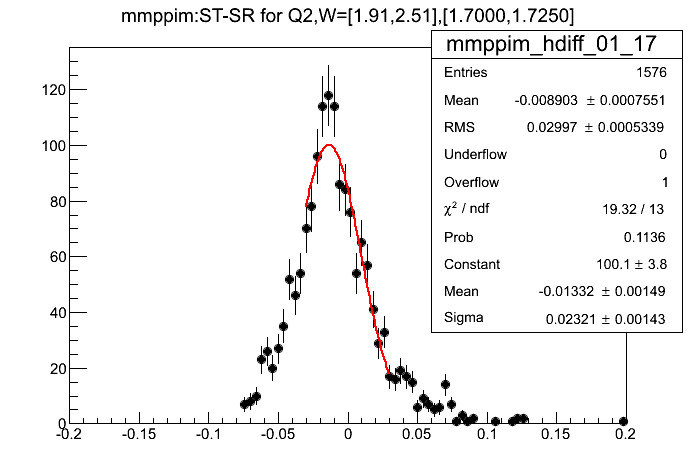 mmppim:ST-SR for Q2,W=[1.91,2.51],[1.7000,1.7250]
mmppim_hdiff_01_17
Entries 1576
Mean -0.008903 ± 0.0007551
RMS 0.02997 ± 0.0005339
Underflow 0
Overflow 1
χ² / ndf 19.32 / 13
Prob 0.1136
Constant 100.1 ± 3.8
Mean -0.01332 ± 0.00149
Sigma 0.02321 ± 0.00143
120
100
80
60
40
20
0
-0.2 -0.15 -0.1 -0.05 0 0.05 0.1 0.15 0.2